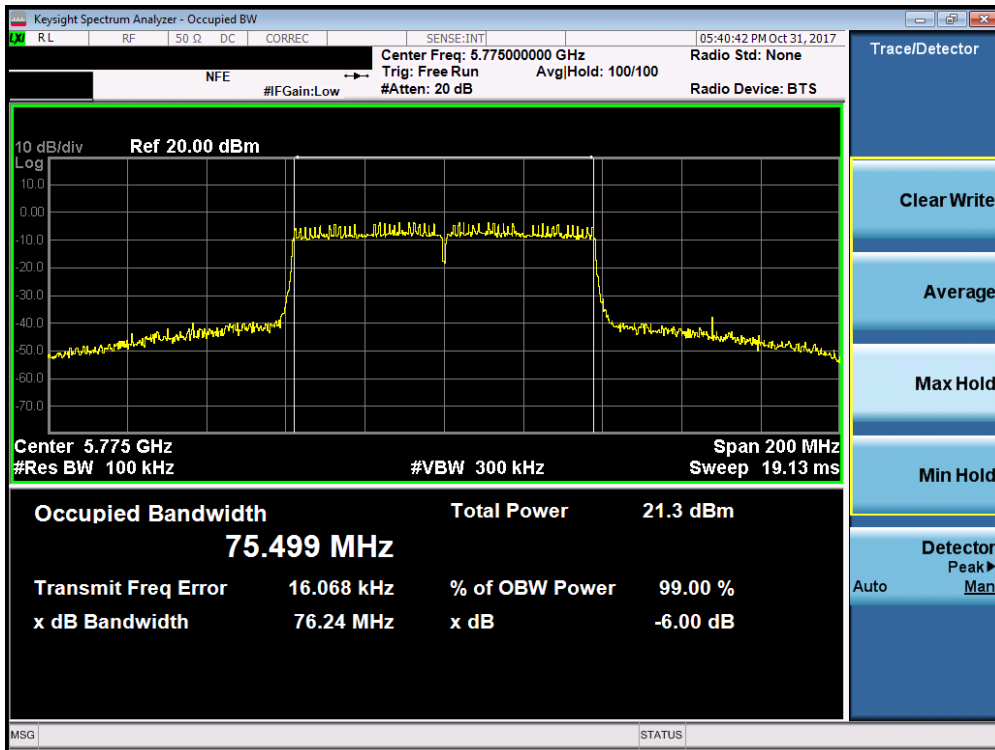 Keysight Spectrum Analyzer - Occupied BW
LXI RL RF 50 Ω DC CORREC SENSE:INT 05:40:42 PM Oct 31, 2017
NFE
#IFGain:Low
Center Freq: 5.775000000 GHz
Trig: Free Run Avg|Hold: 100/100
#Atten: 20 dB
Radio Std: None
Radio Device: BTS
10 dB/div Ref 20.00 dBm
Log
10.0
0.00
-10.0
-20.0
-30.0
-40.0
-50.0
-60.0
-70.0
Center 5.775 GHz Span 200 MHz
#Res BW 100 kHz #VBW 300 kHz Sweep 19.13 ms
Occupied Bandwidth Total Power 21.3 dBm
75.499 MHz
Transmit Freq Error 16.068 kHz % of OBW Power 99.00 %
x dB Bandwidth 76.24 MHz x dB -6.00 dB
MSG STATUS
Trace/Detector
Clear Write
Average
Max Hold
Min Hold
Detector
Peak▶
Auto Man